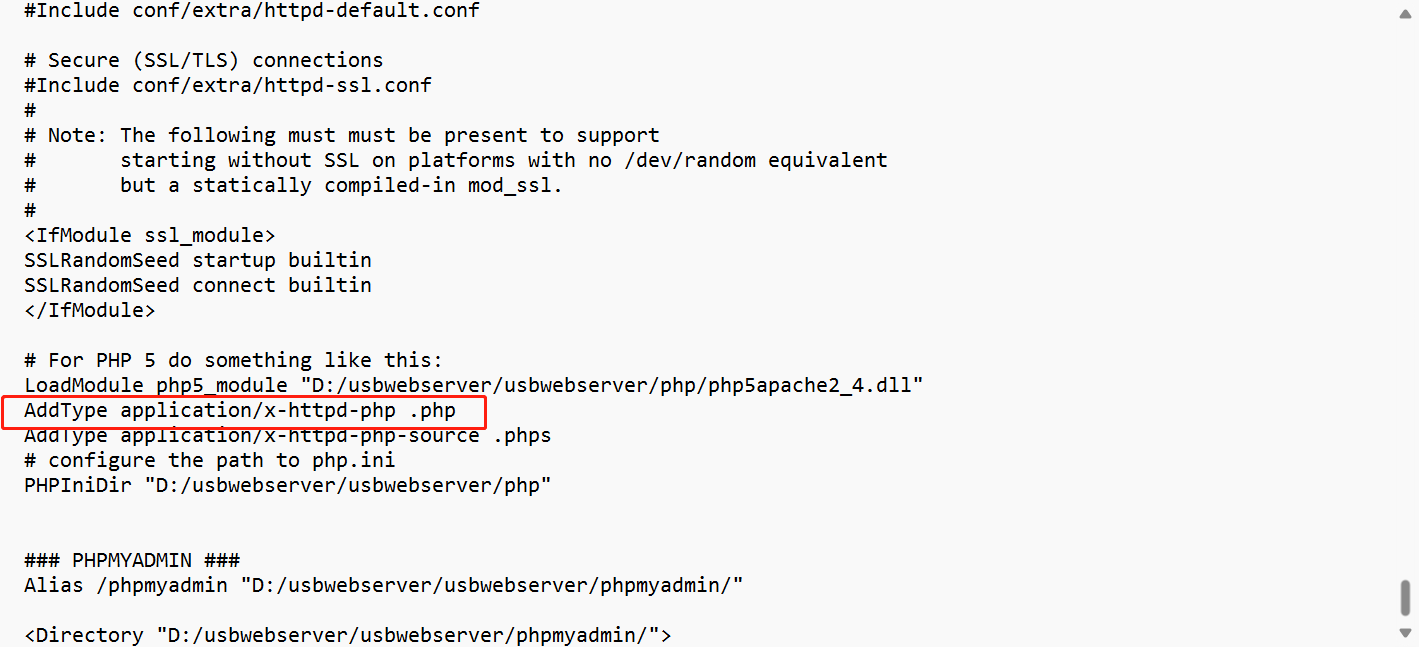 #Include conf/extra/httpd-default.conf
# Secure (SSL/TLS) connections
#Include conf/extra/httpd-ssl.conf
#
# Note: The following must must be present to support
#       starting without SSL on platforms with no /dev/random equivalent
#       but a statically compiled-in mod_ssl.
#
<IfModule ssl_module>
SSLRandomSeed startup builtin
SSLRandomSeed connect builtin
</IfModule>
# For PHP 5 do something like this:
LoadModule php5_module "D:/usbwebserver/usbwebserver/php/php5apache2_4.dll"
AddType application/x-httpd-php .php
AddType application/x-httpd-php-source .phps
# configure the path to php.ini
PHPIniDir "D:/usbwebserver/usbwebserver/php"
### PHPMYADMIN ###
Alias /phpmyadmin "D:/usbwebserver/usbwebserver/phpmyadmin/"
<Directory "D:/usbwebserver/usbwebserver/phpmyadmin/">